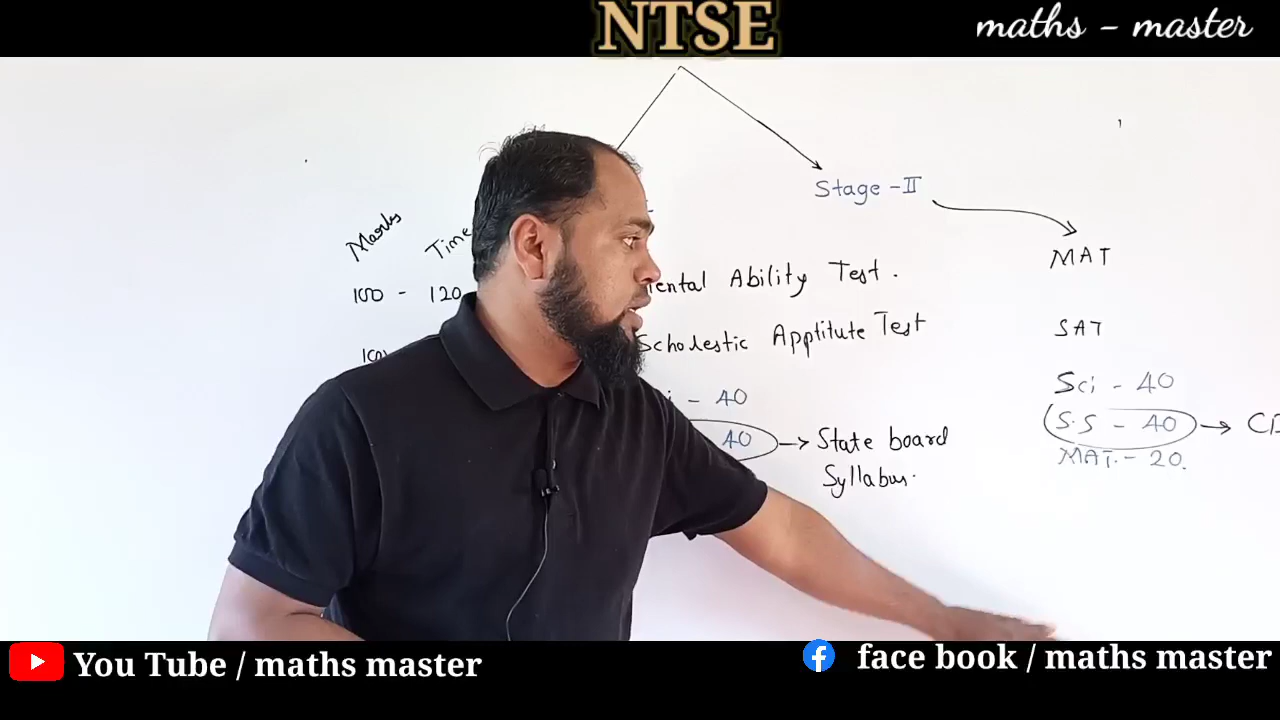 NTSE
maths - master
Stage - II
Marks
Time
MAT
100 - 120
ental Ability Test .
SAT
100
Scholestic Apptitute Test
Sci - 40
i - 40
S.S - 40 →
40 → State board
MAT. - 20.
Syllabus.
You Tube / maths master
face book / maths master